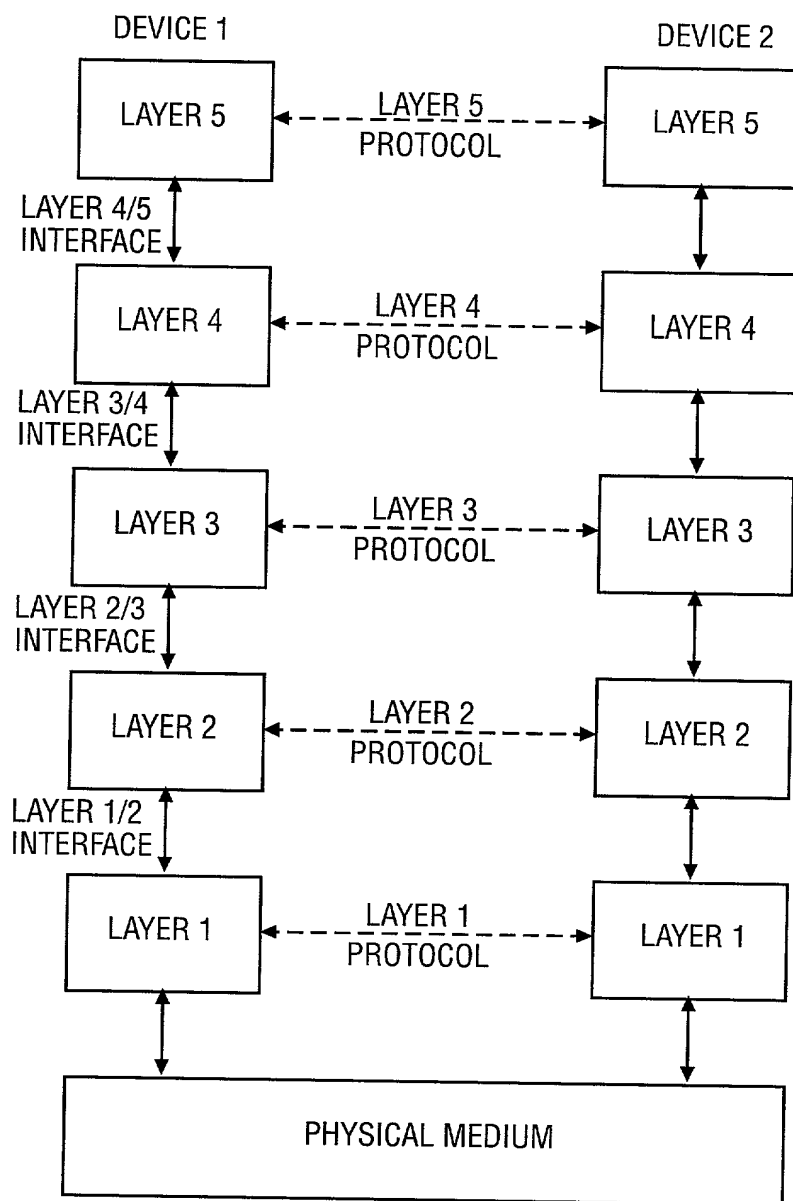 DEVICE 1
DEVICE 2
LAYER 5
LAYER 5
PROTOCOL
LAYER 5
LAYER 4/5
INTERFACE
LAYER 4
LAYER 4
PROTOCOL
LAYER 4
LAYER 3/4
INTERFACE
LAYER 3
LAYER 3
PROTOCOL
LAYER 3
LAYER 2/3
INTERFACE
LAYER 2
LAYER 2
PROTOCOL
LAYER 2
LAYER 1/2
INTERFACE
LAYER 1
LAYER 1
PROTOCOL
LAYER 1
PHYSICAL MEDIUM